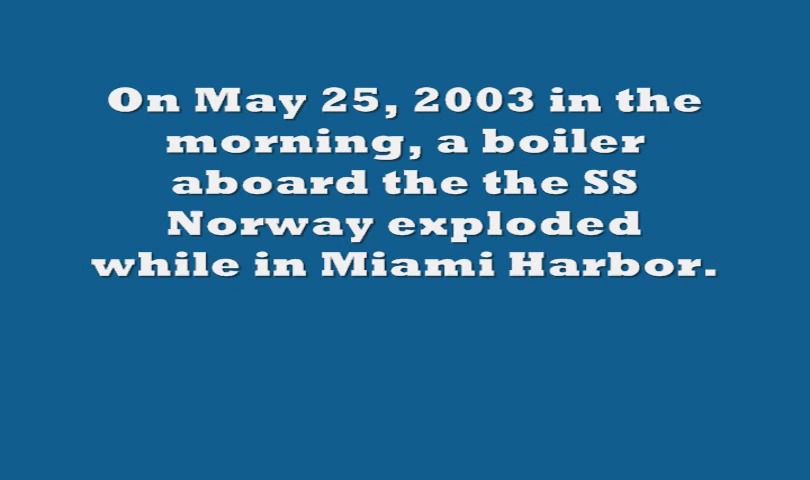 On May 25, 2003 in the
morning, a boiler
aboard the the SS
Norway exploded
while in Miami Harbor.